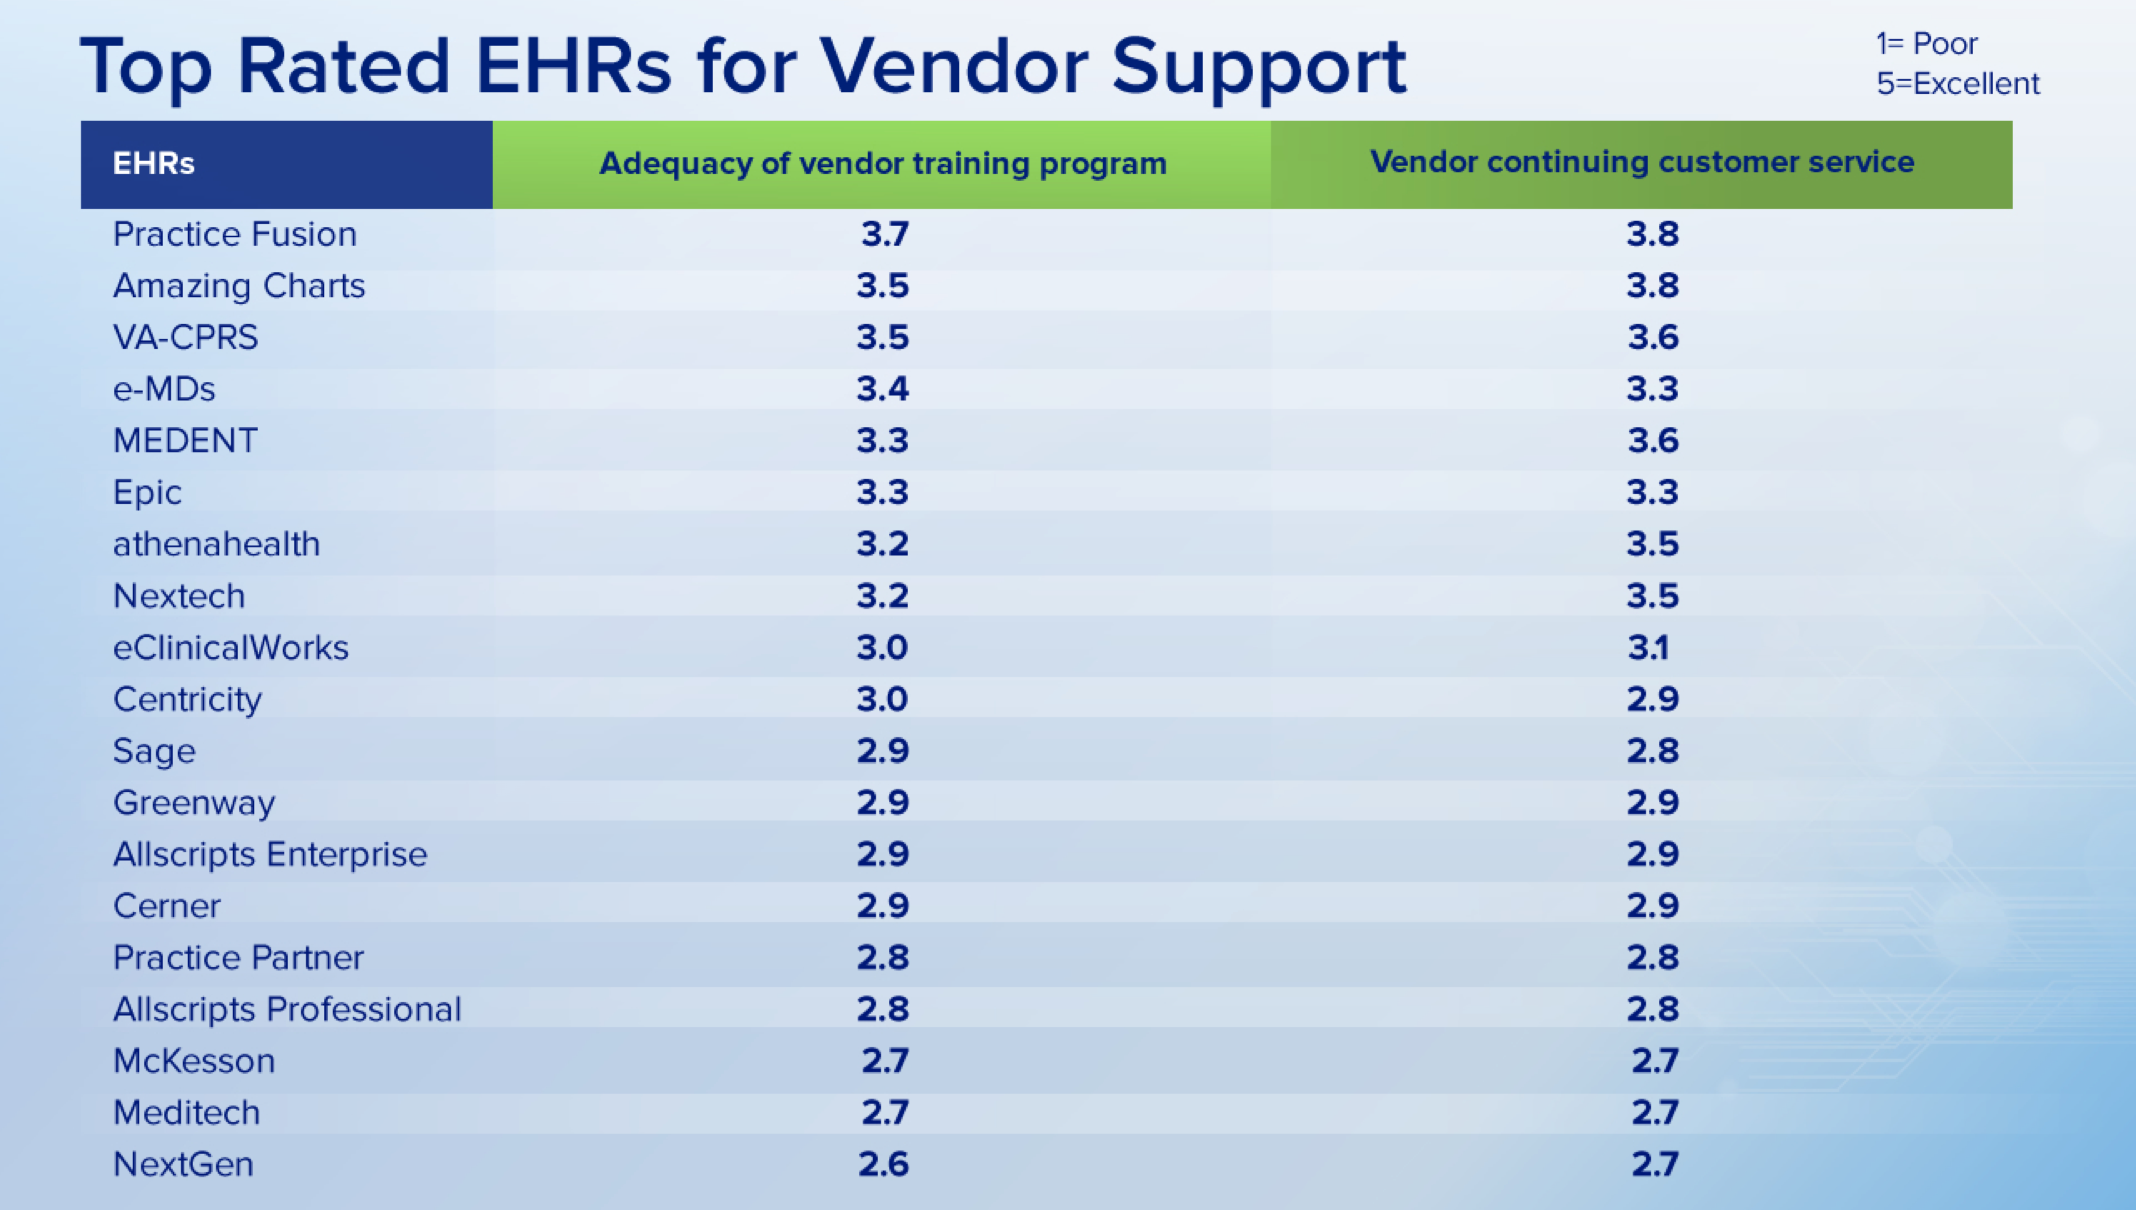 Top Rated EHRs for Vendor Support
1= Poor
5=Excellent
EHRs Adequacy of vendor training program Vendor continuing customer service
Practice Fusion 3.7 3.8
Amazing Charts 3.5 3.8
VA-CPRS 3.5 3.6
e-MDs 3.4 3.3
MEDENT 3.3 3.6
Epic 3.3 3.3
athenahealth 3.2 3.5
Nextech 3.2 3.5
eClinicalWorks 3.0 3.1
Centricity 3.0 2.9
Sage 2.9 2.8
Greenway 2.9 2.9
Allscripts Enterprise 2.9 2.9
Cerner 2.9 2.9
Practice Partner 2.8 2.8
Allscripts Professional 2.8 2.8
McKesson 2.7 2.7
Meditech 2.7 2.7
NextGen 2.6 2.7